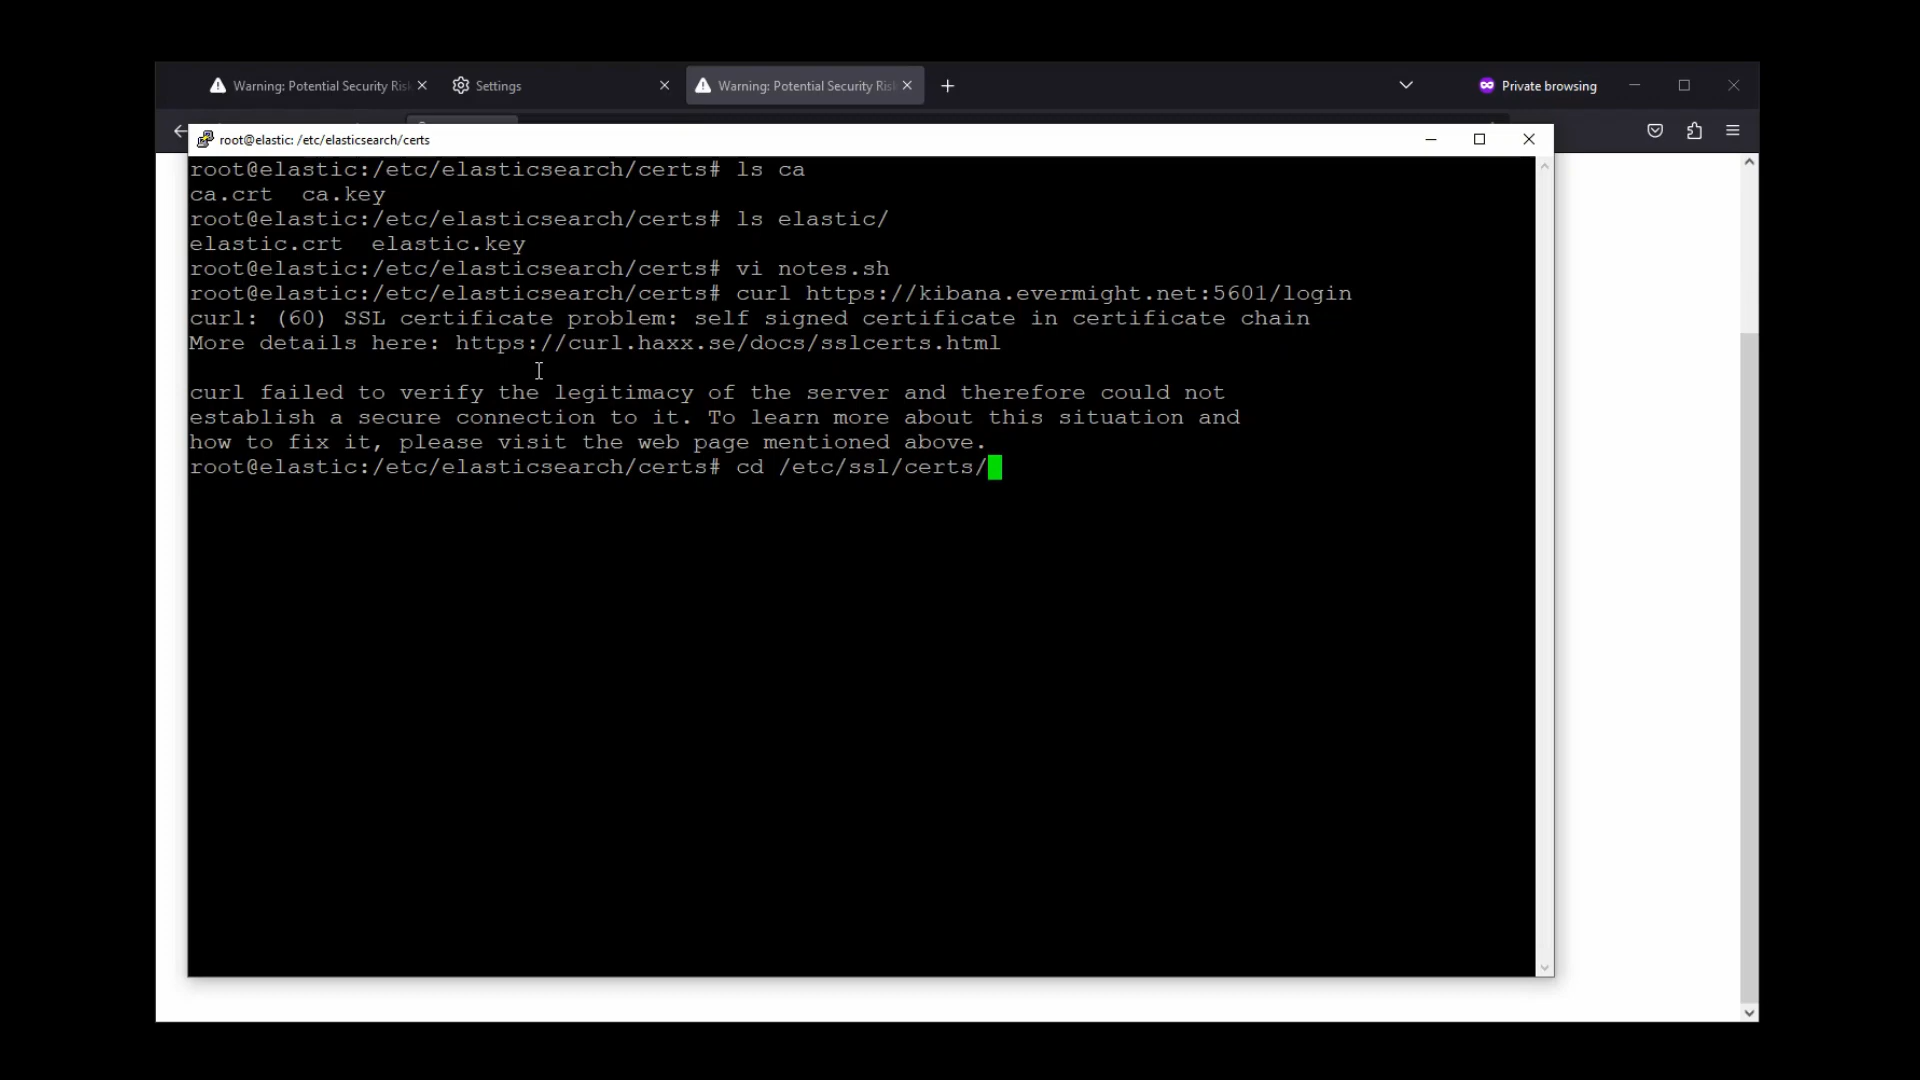 Warning: Potential Security Ris
Settings
Warning: Potential Security Ris
Private browsing
root@elastic: /etc/elasticsearch/certs
root@elastic:/etc/elasticsearch/certs# ls ca
ca.crt  ca.key
root@elastic:/etc/elasticsearch/certs# ls elastic/
elastic.crt  elastic.key
root@elastic:/etc/elasticsearch/certs# vi notes.sh
root@elastic:/etc/elasticsearch/certs# curl https://kibana.evermight.net:5601/login
curl: (60) SSL certificate problem: self signed certificate in certificate chain
More details here: https://curl.haxx.se/docs/sslcerts.html
curl failed to verify the legitimacy of the server and therefore could not
establish a secure connection to it. To learn more about this situation and
how to fix it, please visit the web page mentioned above.
root@elastic:/etc/elasticsearch/certs# cd /etc/ssl/certs/